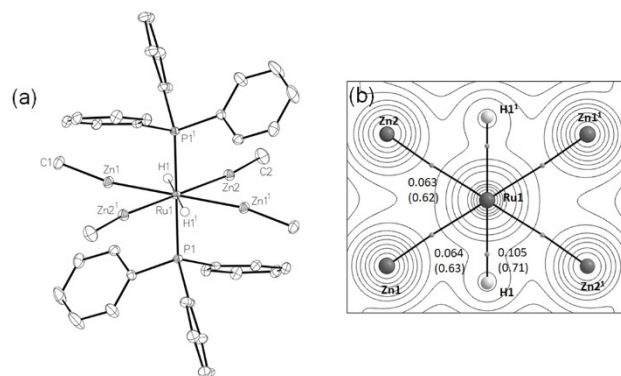 (a)
P1¹
C1
Zn1
H1
Zn2
C2
Zn2¹
Ru1
H1¹
Zn1¹
P1
(b)
Zn2
H1¹
Zn1¹
0.063
(0.62)
Ru1
0.064
(0.63)
0.105
(0.71)
Zn1
H1
Zn2¹